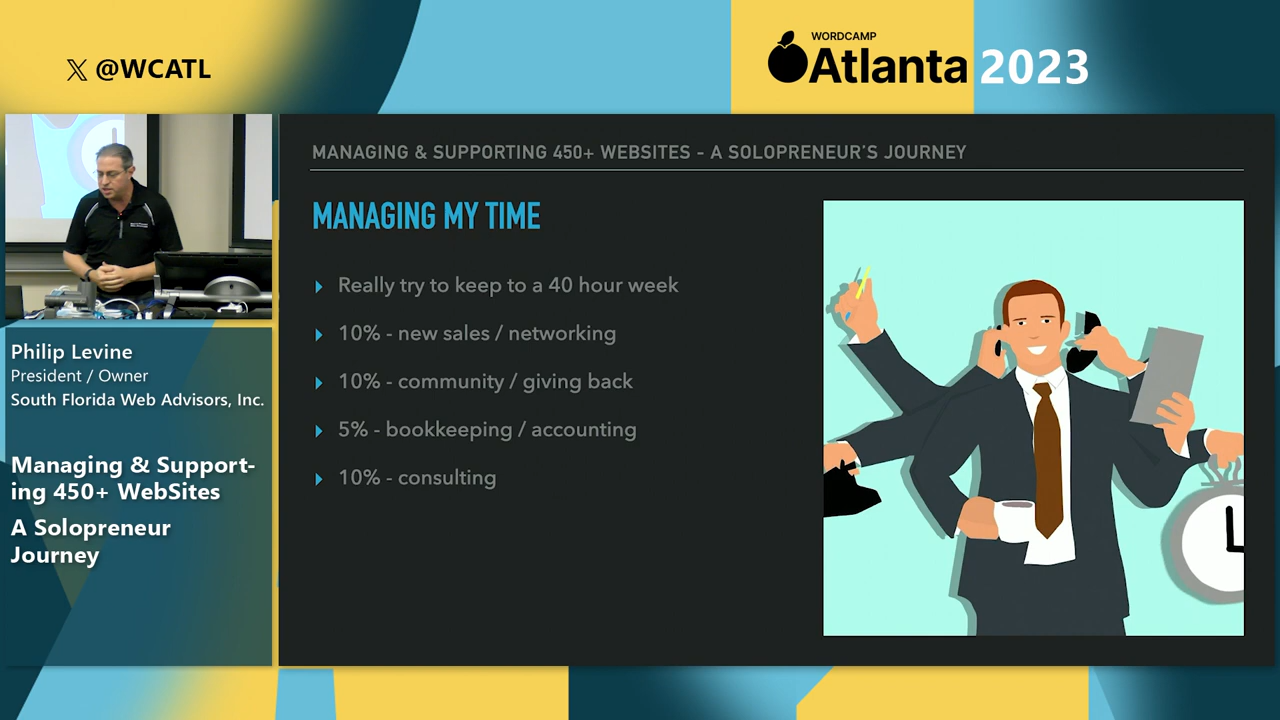 𝕏 @WCATL
WORDCAMP
Atlanta 2023
MANAGING & SUPPORTING 450+ WEBSITES - A SOLOPRENEUR'S JOURNEY
MANAGING MY TIME
Really try to keep to a 40 hour week
10% - new sales / networking
10% - community / giving back
5% - bookkeeping / accounting
10% - consulting
Philip Levine
President / Owner
South Florida Web Advisors, Inc.
Managing & Support-
ing 450+ WebSites
A Solopreneur
Journey